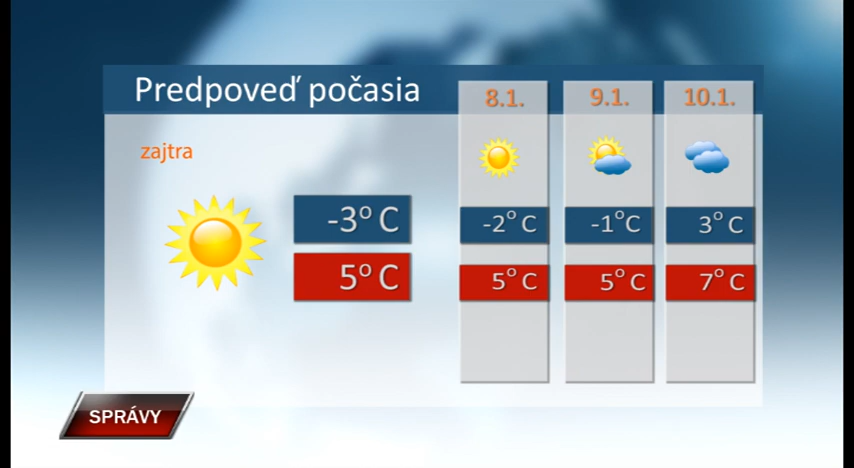 Predpoveď počasia
zajtra
-3° C
5° C
8.1.
-2° C
5° C
9.1.
-1°C
5° C
10.1.
3° C
7° C
SPRÁVY